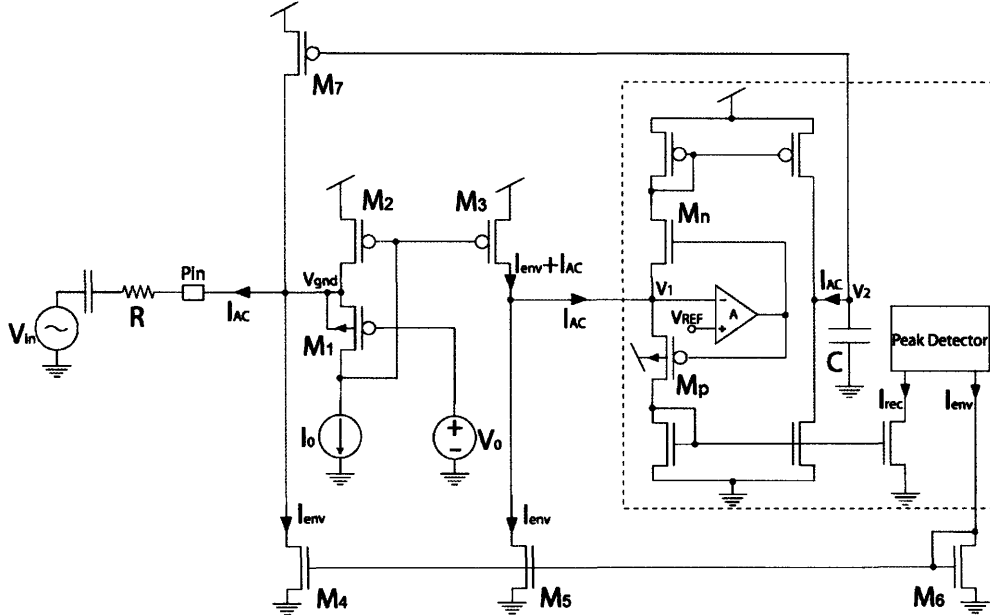 M7
M2
M3
Mn
Ienv+IAC
Pin
Vgnd
V1
IAC
V2
IAC
R
IAC
A
VREF
Vin
M1
C
Peak Detector
Mp
Irec
Ienv
I0
V0
Ienv
Ienv
M4
M5
M6